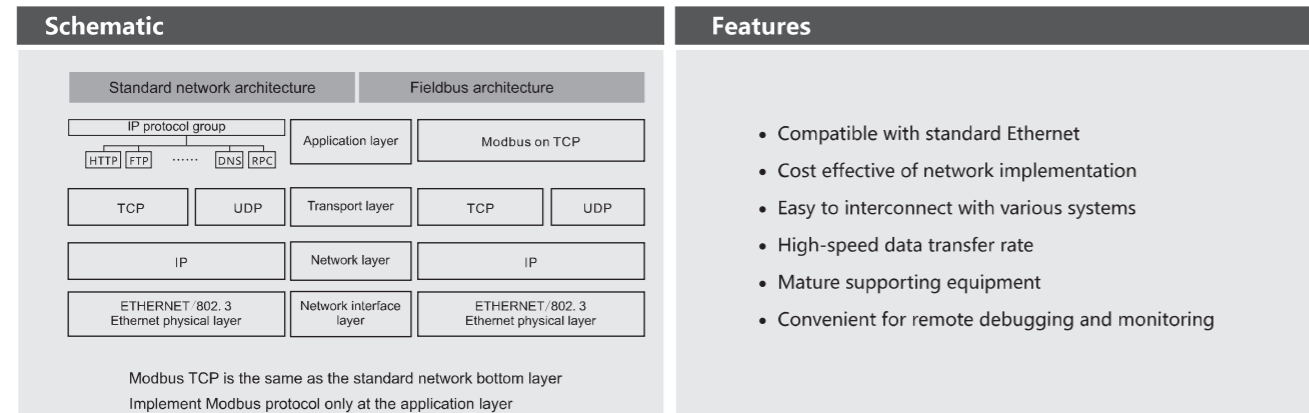 Schematic
Standard network architecture
Fieldbus architecture
IP protocol group
HTTP FTP ...... DNS RPC
Application layer
Modbus on TCP
TCP
UDP
Transport layer
TCP
UDP
IP
Network layer
IP
ETHERNET/802. 3
Ethernet physical layer
Network interface
layer
ETHERNET/802. 3
Ethernet physical layer
Modbus TCP is the same as the standard network bottom layer
Implement Modbus protocol only at the application layer
Features
• Compatible with standard Ethernet
• Cost effective of network implementation
• Easy to interconnect with various systems
• High-speed data transfer rate
• Mature supporting equipment
• Convenient for remote debugging and monitoring